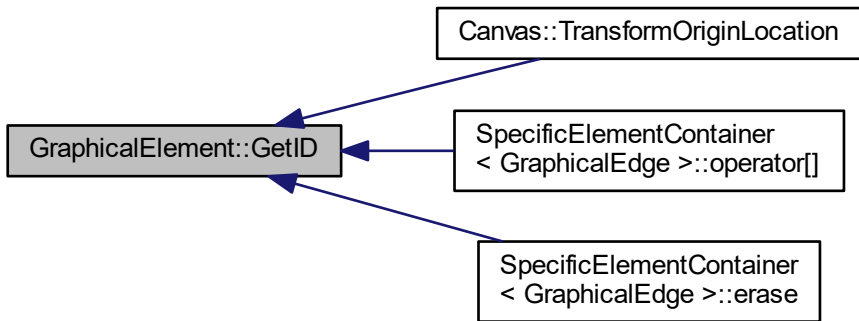 Canvas::TransformOriginLocation
GraphicalElement::GetID
SpecificElementContainer
< GraphicalEdge >::operator[]
SpecificElementContainer
< GraphicalEdge >::erase